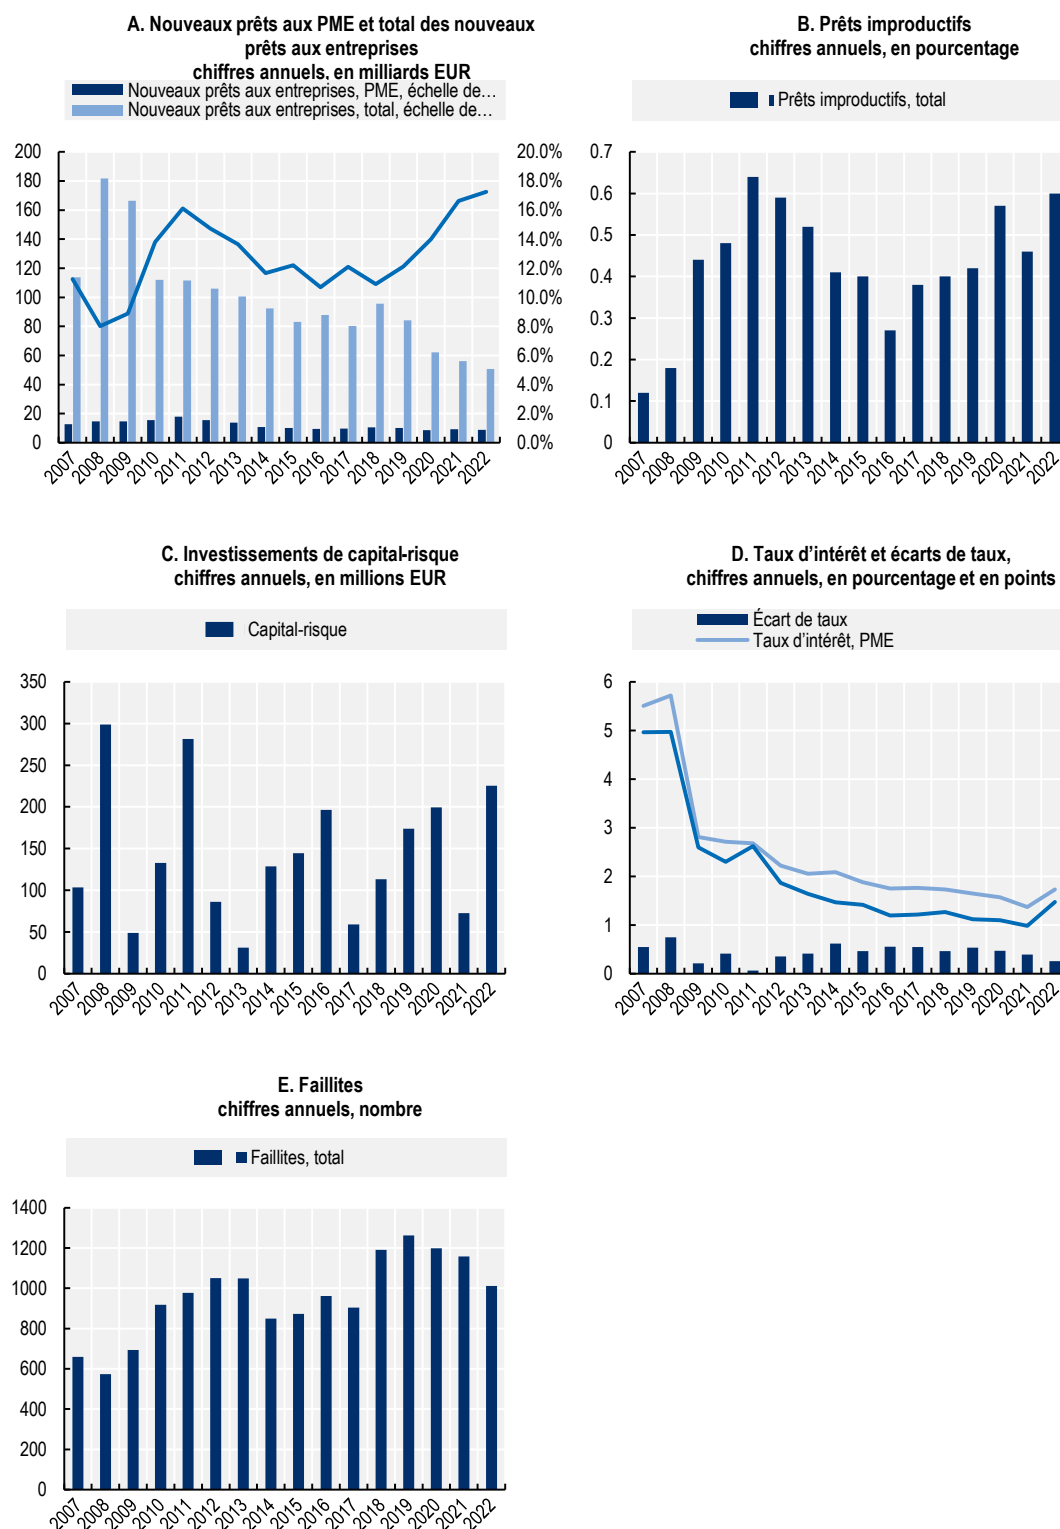 A. Nouveaux prêts aux PME et total des nouveaux
prêts aux entreprises
chiffres annuels, en milliards EUR
Nouveaux prêts aux entreprises, PME, échelle de…
Nouveaux prêts aux entreprises, total, échelle de…
200
180
160
140
120
100
80
60
40
20
0
20.0%
18.0%
16.0%
14.0%
12.0%
10.0%
8.0%
6.0%
4.0%
2.0%
0.0%
2007 2008 2009 2010 2011 2012 2013 2014 2015 2016 2017 2018 2019 2020 2021 2022
B. Prêts improductifs
chiffres annuels, en pourcentage
Prêts improductifs, total
0.7
0.6
0.5
0.4
0.3
0.2
0.1
0
2007 2008 2009 2010 2011 2012 2013 2014 2015 2016 2017 2018 2019 2020 2021 2022
C. Investissements de capital-risque
chiffres annuels, en millions EUR
Capital-risque
350
300
250
200
150
100
50
0
2007 2008 2009 2010 2011 2012 2013 2014 2015 2016 2017 2018 2019 2020 2021 2022
D. Taux d’intérêt et écarts de taux,
chiffres annuels, en pourcentage et en points
Écart de taux
Taux d’intérêt, PME
6
5
4
3
2
1
0
2007 2008 2009 2010 2011 2012 2013 2014 2015 2016 2017 2018 2019 2020 2021 2022
E. Faillites
chiffres annuels, nombre
Faillites, total
1400
1200
1000
800
600
400
200
0
2007 2008 2009 2010 2011 2012 2013 2014 2015 2016 2017 2018 2019 2020 2021 2022